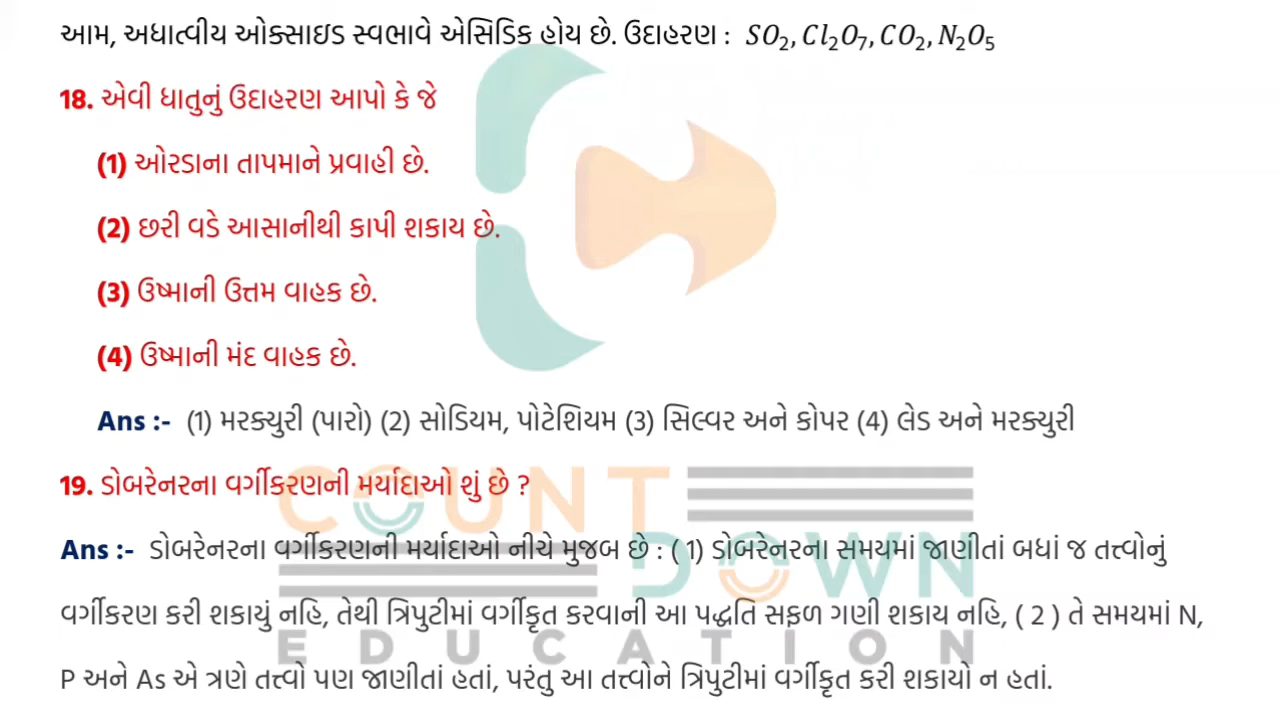 આમ, અધાત્વીય ઓક્સાઇડ સ્વભાવે એસિડિક હોય છે. ઉદાહરણ : SO₂, Cl₂O₇, CO₂, N₂O₅
18. એવી ધાતુનું ઉદાહરણ આપો કે જે
(1) ઓરડાના તાપમાને પ્રવાહી છે.
(2) છરી વડે આસાનીથી કાપી શકાય છે.
(3) ઉષ્માની ઉત્તમ વાહક છે.
(4) ઉષ્માની મંદ વાહક છે.
Ans :- (1) મરક્યુરી (પારો) (2) સોડિયમ, પોટેશિયમ (3) સિલ્વર અને કોપર (4) લેડ અને મરક્યુરી
19. ડોબરેનરના વર્ગીકરણની મર્યાદાઓ શું છે ?
Ans :- ડોબરેનરના વર્ગીકરણની મર્યાદાઓ નીચે મુજબ છે : ( 1) ડોબરેનરના સમયમાં જાણીતાં બધાં જ તત્ત્વોનું
વર્ગીકરણ કરી શકાયું નહિ, તેથી ત્રિપુટીમાં વર્ગીકૃત કરવાની આ પદ્ધતિ સફળ ગણી શકાય નહિ, ( 2 ) તે સમયમાં N,
P અને As એ ત્રણે તત્ત્વો પણ જાણીતાં હતાં, પરંતુ આ તત્ત્વોને ત્રિપુટીમાં વર્ગીકૃત કરી શકાયો ન હતાં.
COUNT
DOWN
EDUCATION